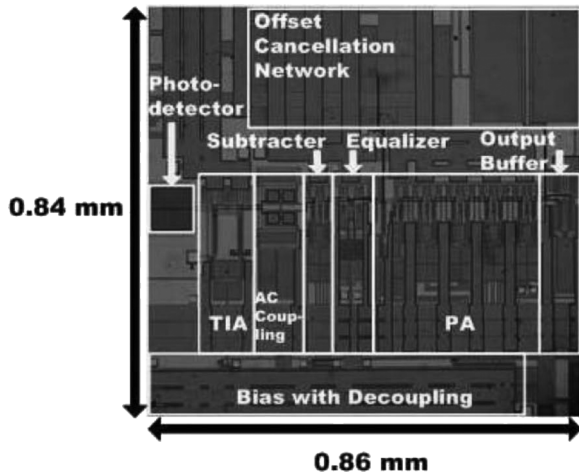 Offset
Cancellation
Network
Photo-
detector
Subtracter
Equalizer
Output
Buffer
0.84 mm
TIA
AC
Coup-
ling
PA
Bias with Decoupling
0.86 mm